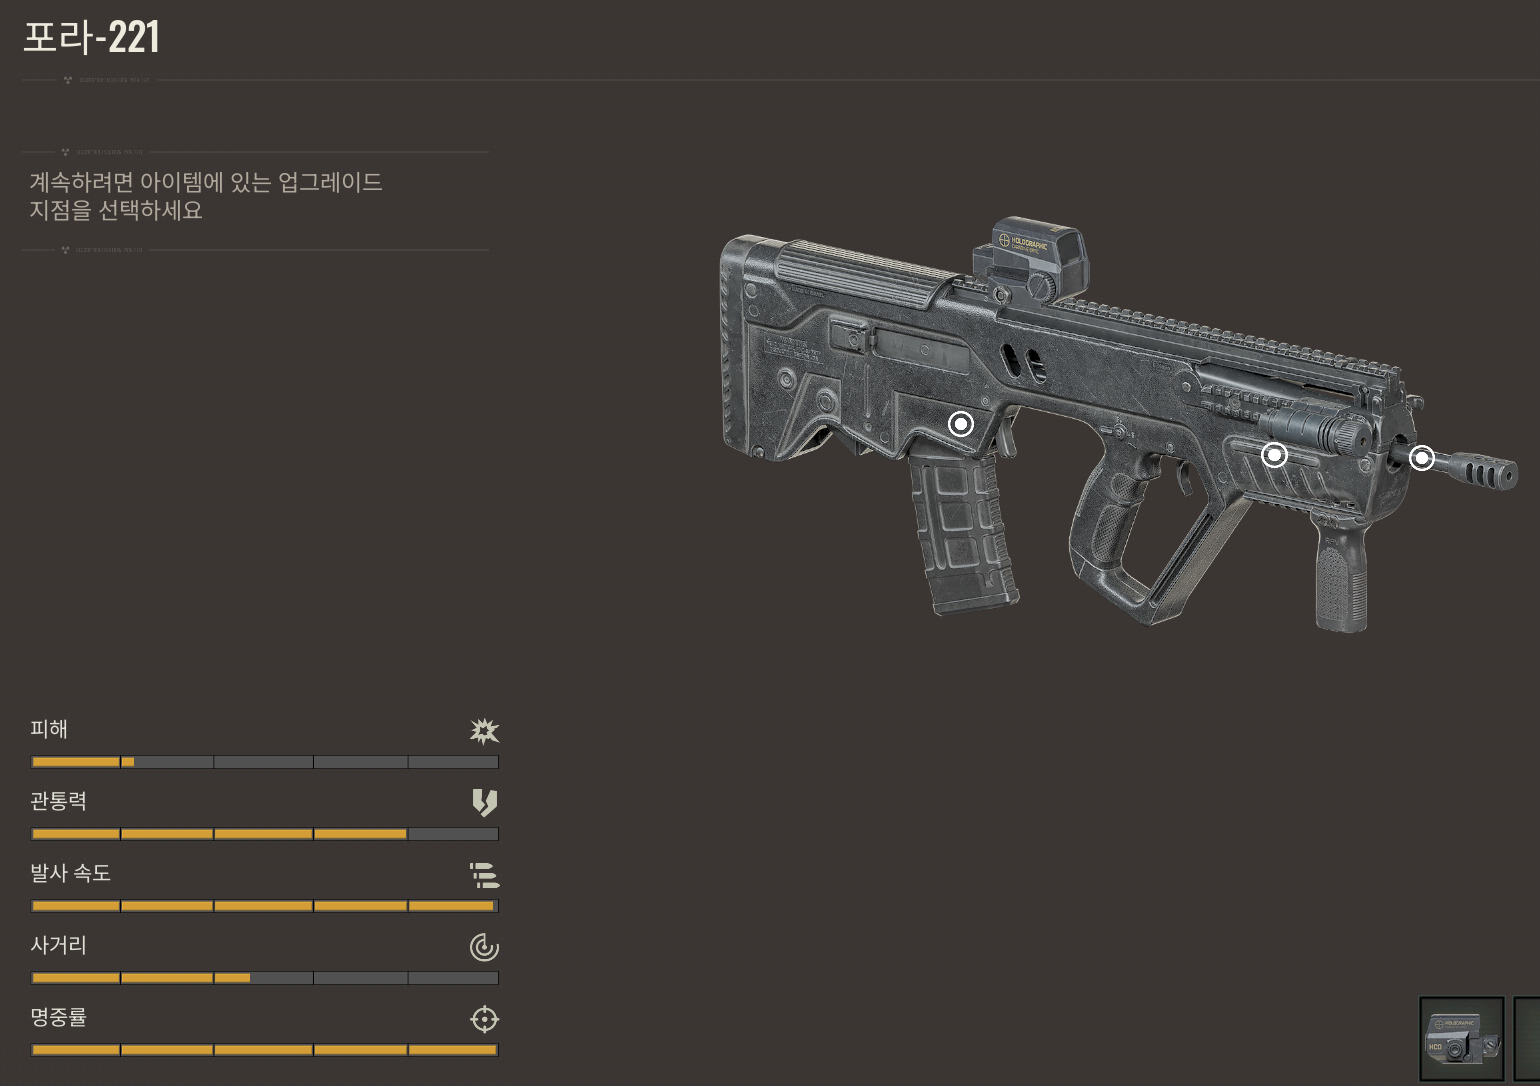 포라-221
계속하려면 아이템에 있는 업그레이드
지점을 선택하세요
HOLOGRAPHIC
피해
관통력
발사 속도
사거리
명중률
HOLOGRAPHIC
HCO